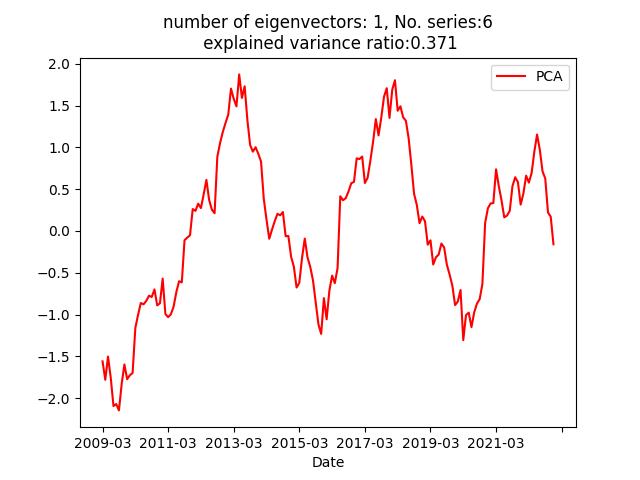 number of eigenvectors: 1, No. series:6
explained variance ratio:0.371
PCA
2.0
1.5
1.0
0.5
0.0
−0.5
−1.0
−1.5
−2.0
2009-03 2011-03 2013-03 2015-03 2017-03 2019-03 2021-03
Date